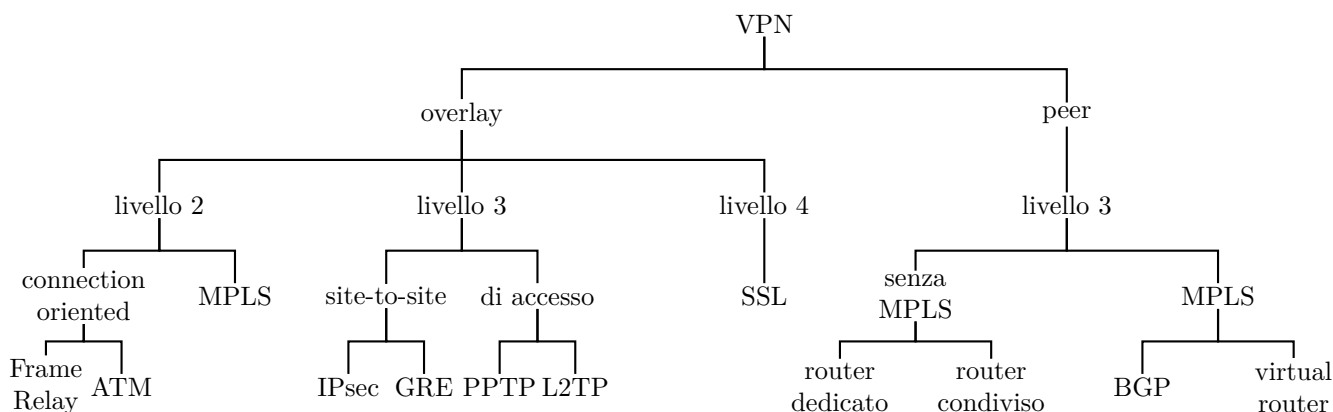 VPN
overlay
peer
livello 2
livello 3
livello 4
livello 3
connection
oriented
MPLS
site-to-site
di accesso
SSL
senza
MPLS
MPLS
Frame
Relay
ATM
IPsec
GRE
PPTP
L2TP
router
dedicato
router
condiviso
BGP
virtual
router